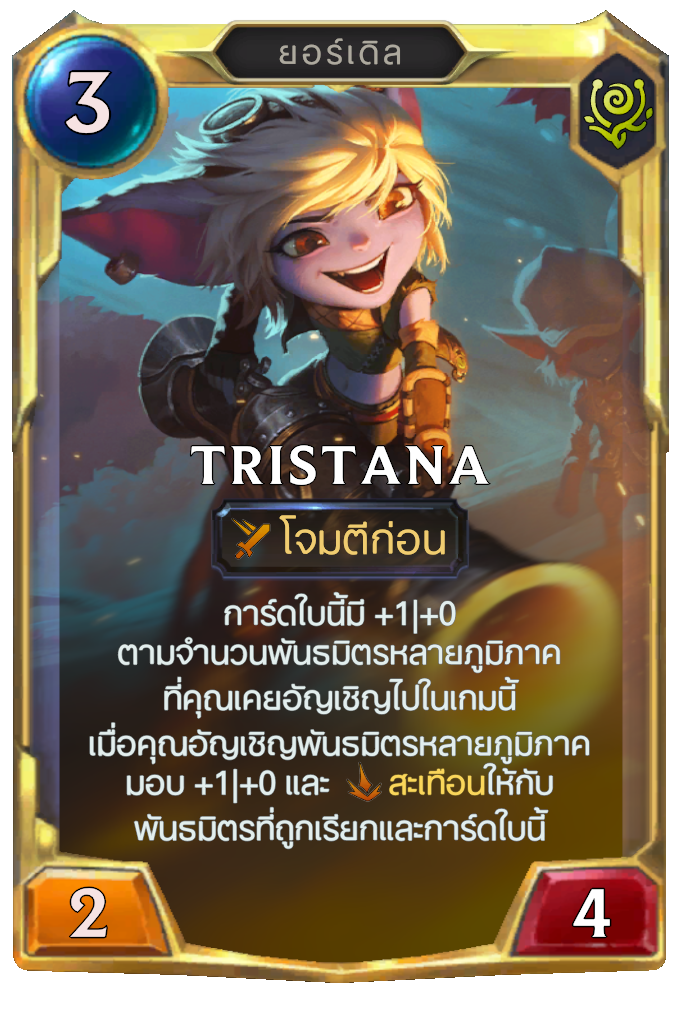 ยอร์เดิล
3
TRISTANA
โจมตีก่อน
การ์ดใบนี้มี +1|+0
ตามจำนวนพันธมิตรหลายภูมิภาค
ที่คุณเคยอัญเชิญไปในเกมนี้
เมื่อคุณอัญเชิญพันธมิตรหลายภูมิภาค
มอบ +1|+0 และ สะเทือนให้กับ
พันธมิตรที่ถูกเรียกและการ์ดใบนี้
2
4